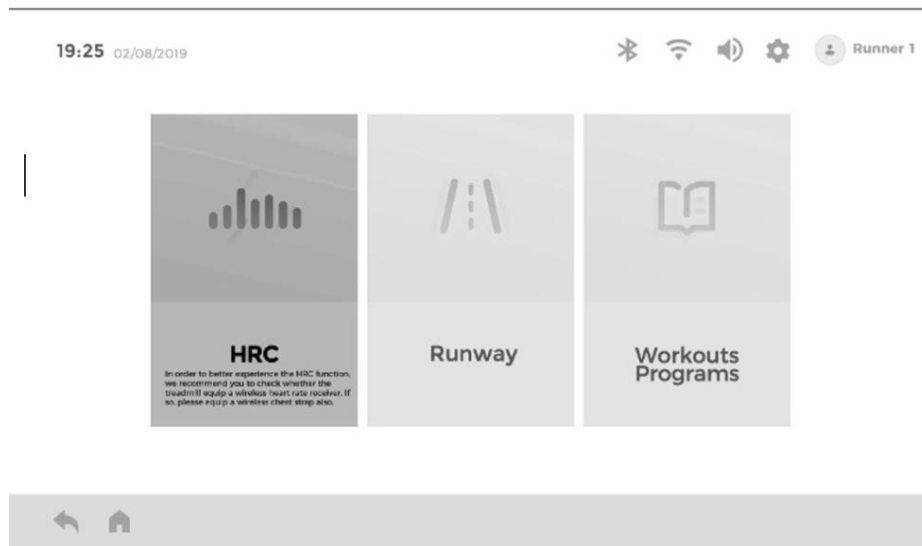 19:25 02/08/2019
Runner 1
HRC
In order to better experience the HRC function,
we recommend you to check whether the
treadmill equip a wireless heart rate receiver. If
so, please equip a wireless chest strap also.
Runway
Workouts
Programs